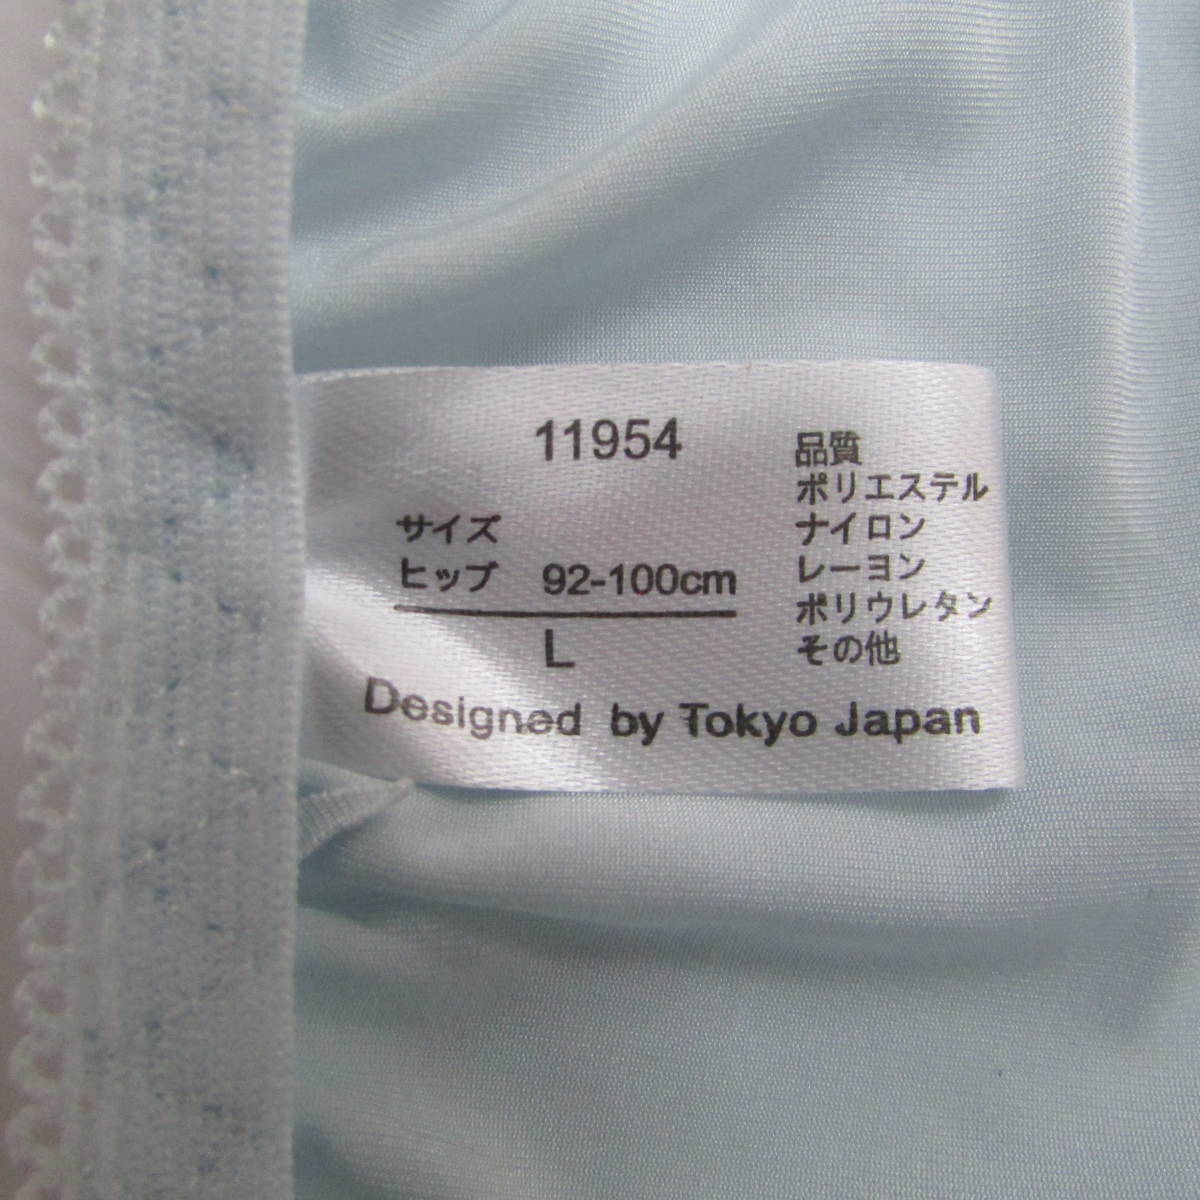 11954
サイズ
ヒップ 92-100cm
L
品質
ポリエステル
ナイロン
レーヨン
ポリウレタン
その他
Designed by Tokyo Japan